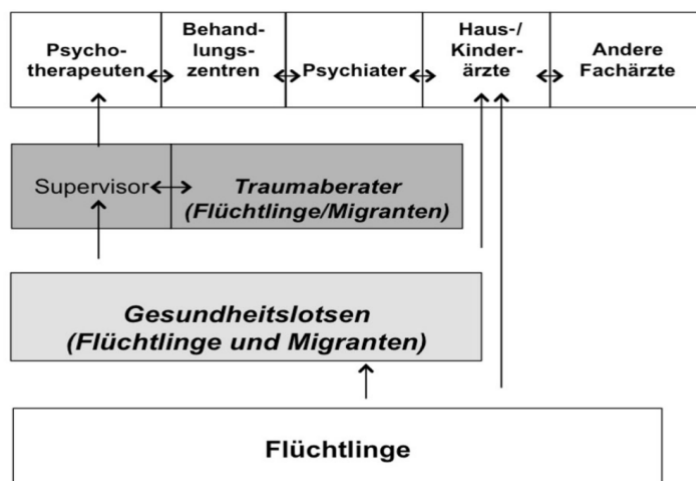 Psycho-
therapeuten
Behand-
lungs-
zentren
Psychiater
Haus-/
Kinder-
ärzte
Andere
Fachärzte
Supervisor
Traumaberater
(Flüchtlinge/Migranten)
Gesundheitslotsen
(Flüchtlinge und Migranten)
Flüchtlinge